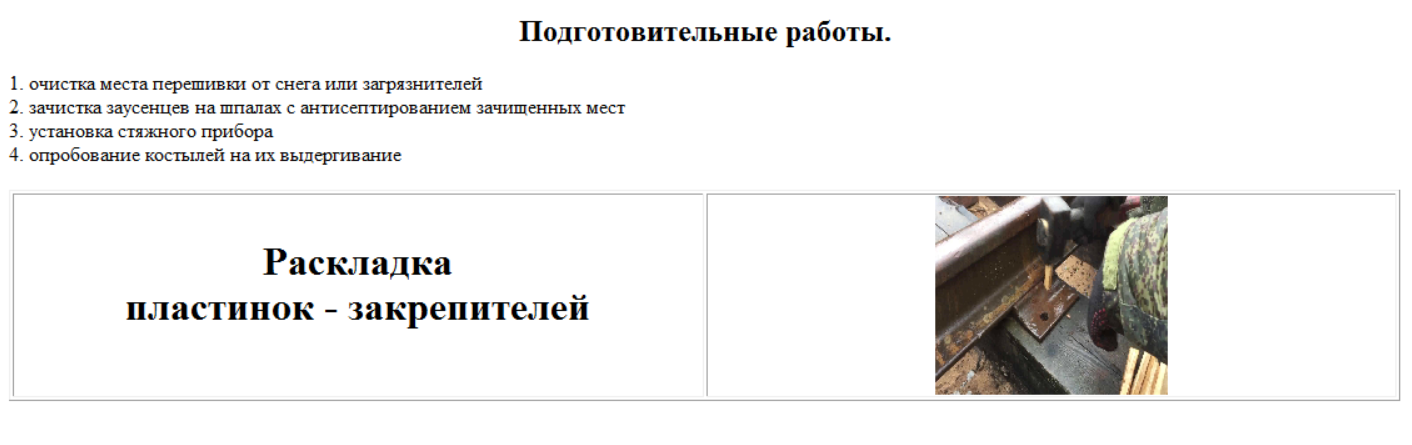 Подготовительные работы.
1. очистка места перешивки от снега или загрязнителей
2. зачистка заусенцев на шпалах с антисептированием зачищенных мест
3. установка стяжного прибора
4. опробование костылей на их выдергивание
Раскладка
пластинок - закрепителей